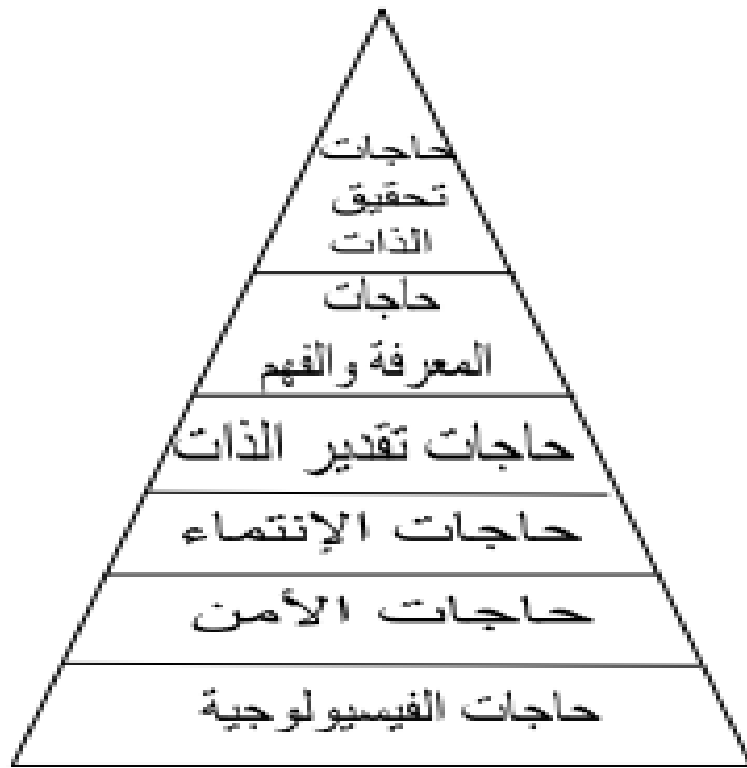 حاجات
تحقيق
الذات
حاجات
المعرفة والفهم
حاجات تقدير الذات
حاجات الإنتماء
حاجات الأمن
حاجات الفيسيولوجية